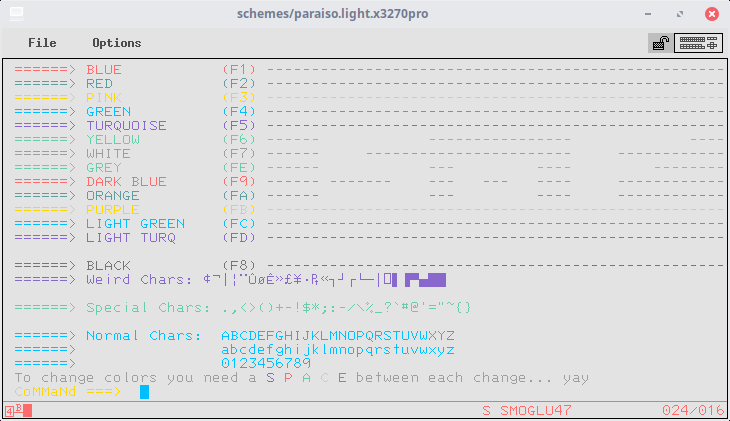 schemes/paraiso.light.x3270pro
File Options
======> BLUE (F1) -----------------------------------------------------------
======> RED (F2) -----------------------------------------------------------
======> PINK (F3)
======> GREEN (F4) -----------------------------------------------------------
======> TURQUOISE (F5) -----------------------------------------------------------
======> YELLOW (F6) ------ ------------------ --------------
======> WHITE (F7) ------ ------------------ --------------
======> GREY (FE) ------ --- --- ---
======> DARK BLUE (F9) ------ --- --- ---
======> ORANGE (FA) ------ --- --- --------------
======> PURPLE (FB)
======> LIGHT GREEN (FC) -----------------------------------------------------------
======> LIGHT TURQ (FD) -----------------------------------------------------------
======> BLACK (F8) -----------------------------------------------------------
======> Weird Chars: ¢¬|¦¨¨ÛøÊ»£¥·₧«┐┘┌└─│
======> Special Chars: .,<>()+-!$*;:-/\%_?`#@'="~{}
======> Normal Chars: ABCDEFGHIJKLMNOPQRSTUVWXYZ
======> abcdefghijklmnopqrstuvwxyz
======> 0123456789
To change colors you need a S P A C E between each change... yay
CoMMaNd ===>
4 B S SMOGLU47 024/016